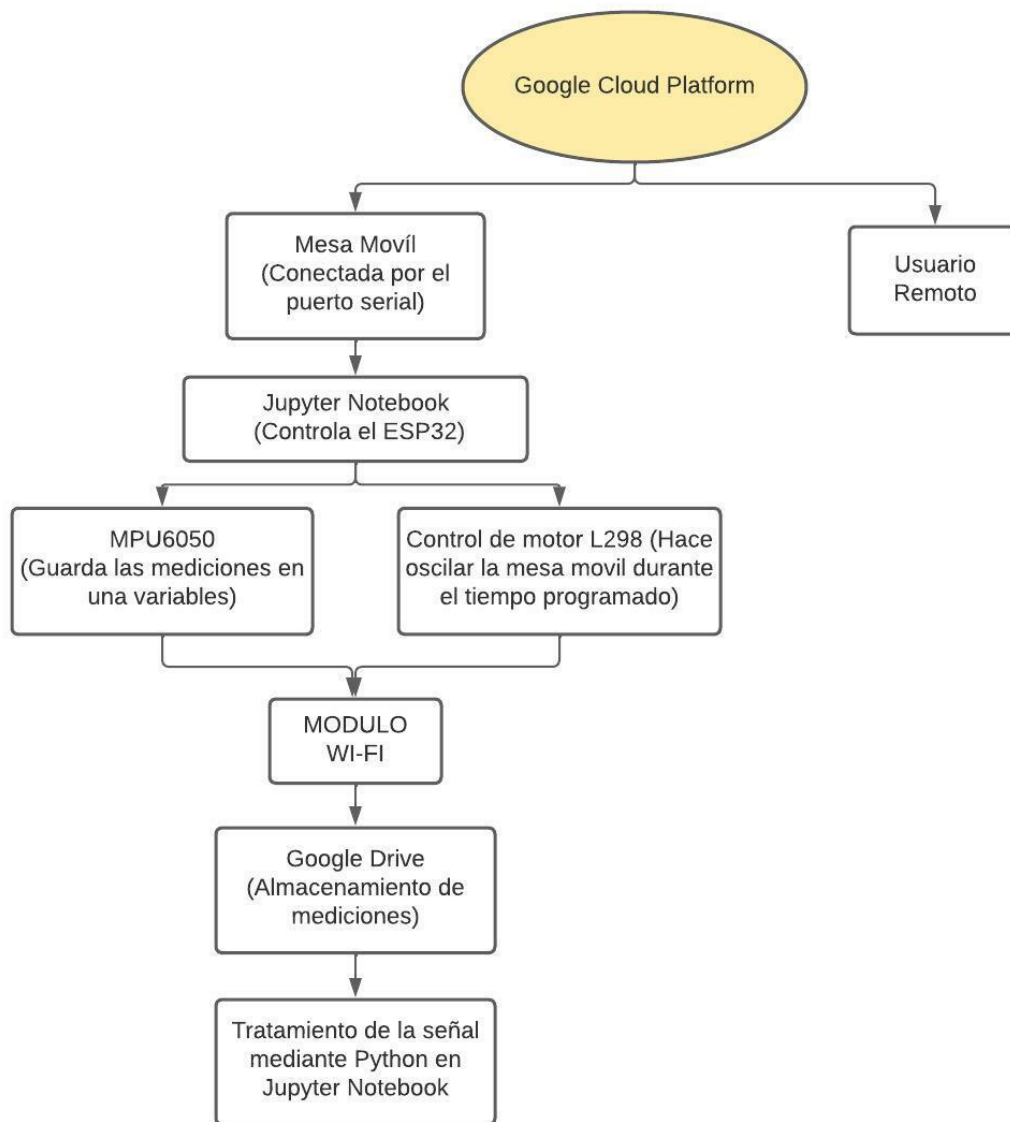 Google Cloud Platform
Mesa Movíl
(Conectada por el
puerto serial)
Usuario
Remoto
Jupyter Notebook
(Controla el ESP32)
MPU6050
(Guarda las mediciones en
una variables)
Control de motor L298 (Hace
oscilar la mesa movil durante
el tiempo programado)
MODULO
WI-FI
Google Drive
(Almacenamiento de
mediciones)
Tratamiento de la señal
mediante Python en
Jupyter Notebook